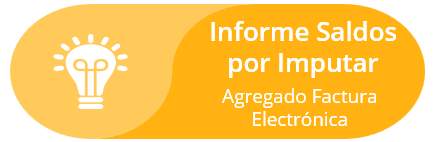 Informe Saldos
por Imputar
Agregado Factura
Electrónica